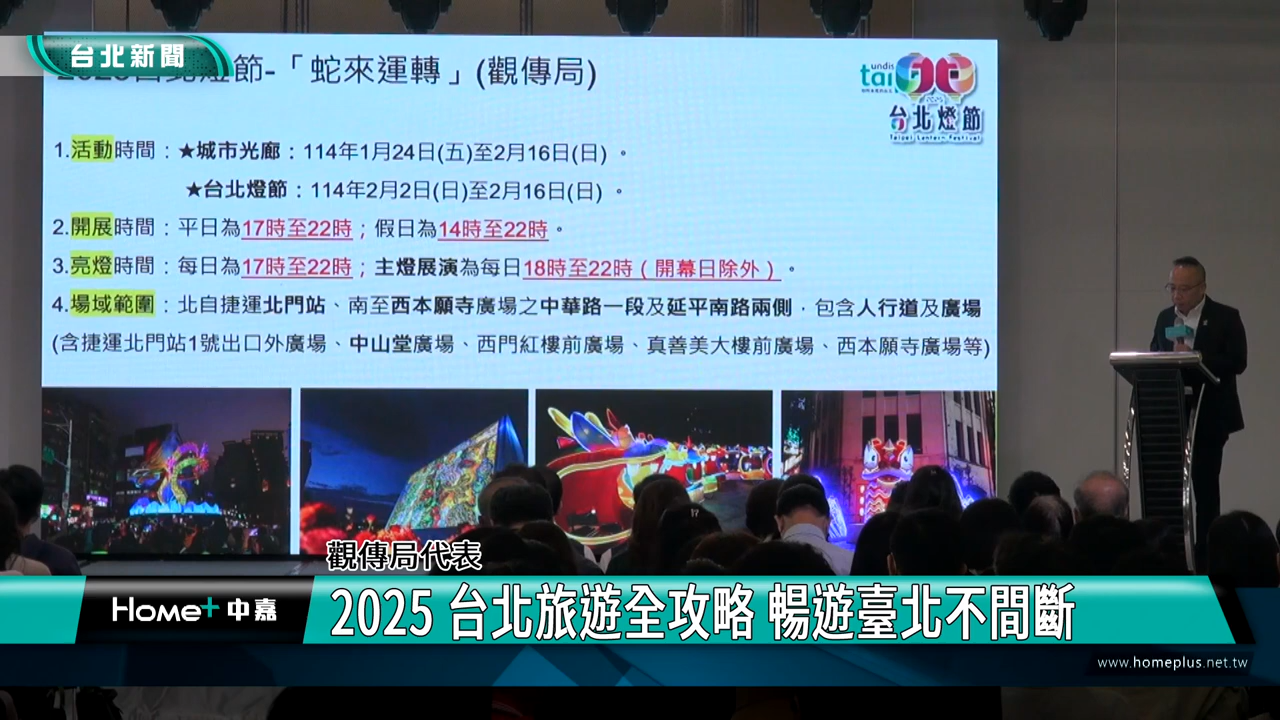 台北新聞
燈節-「蛇來運轉」(觀傳局)
undis
tai
台北燈節
Taipei Lantern Festival
1.活動時間：★城市光廊：114年1月24日(五)至2月16日(日) 。
★台北燈節：114年2月2日(日)至2月16日(日) 。
2.開展時間：平日為17時至22時；假日為14時至22時。
3.亮燈時間：每日為17時至22時；主燈展演為每日18時至22時（開幕日除外）。
4.場域範圍：北自捷運北門站、南至西本願寺廣場之中華路一段及延平南路兩側，包含人行道及廣場
(含捷運北門站1號出口外廣場、中山堂廣場、西門紅樓前廣場、真善美大樓前廣場、西本願寺廣場等)
觀傳局代表
Home+ 中嘉
2025 台北旅遊全攻略 暢遊臺北不間斷
www.homeplus.net.tw